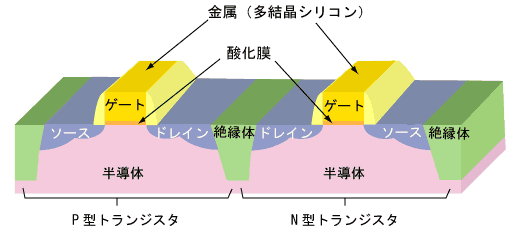 金属（多結晶シリコン）
酸化膜
ゲート
ゲート
ソース
ドレイン
絶縁体
ドレイン
ソース
絶縁体
半導体
半導体
P型トランジスタ
N型トランジスタ